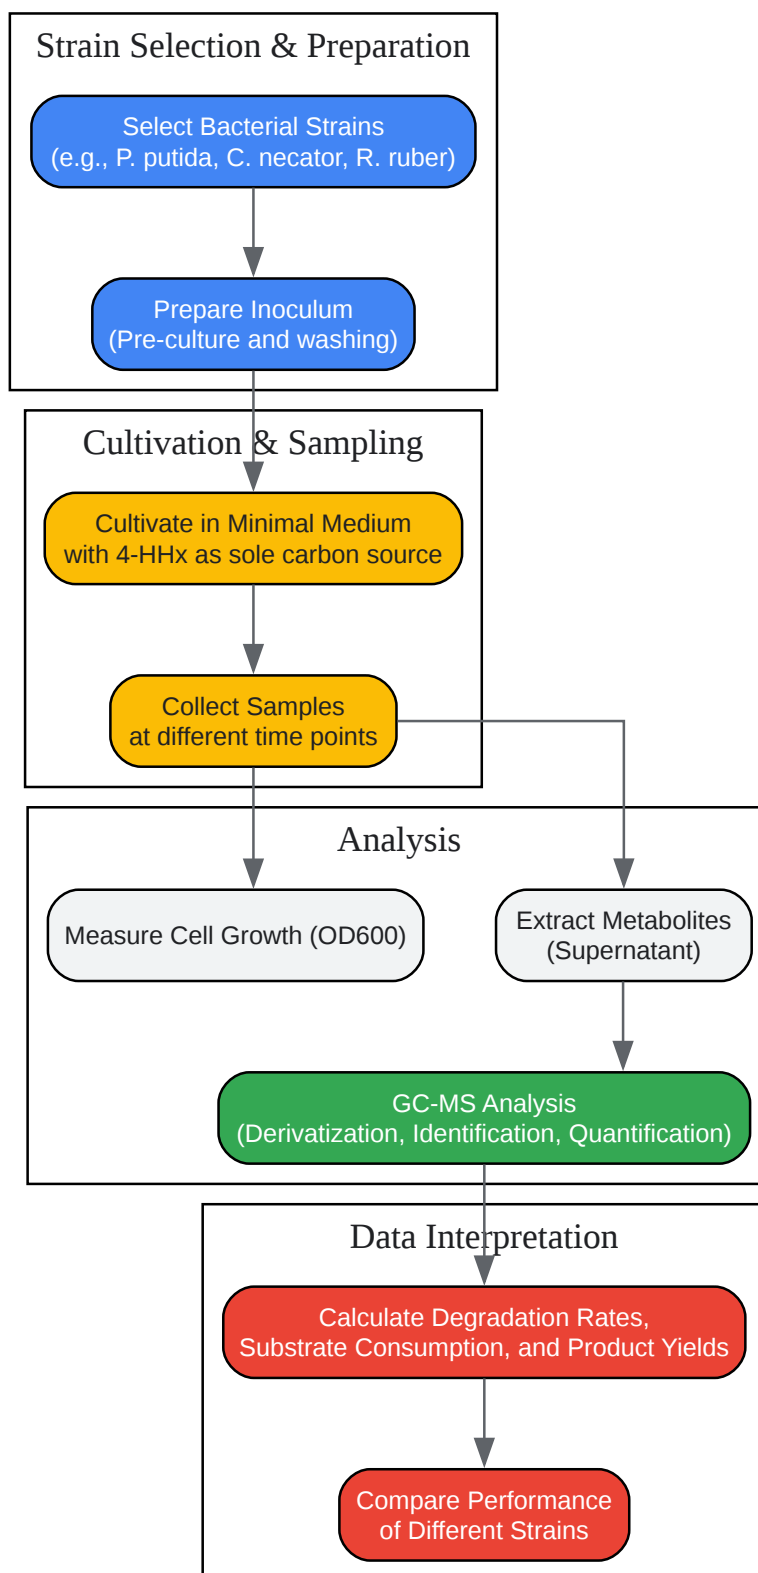 Strain Selection & Preparation
Select Bacterial Strains
(e.g., P. putida, C. necator, R. ruber)
Prepare Inoculum
(Pre-culture and washing)
Cultivation & Sampling
Cultivate in Minimal Medium
with 4-HHx as sole carbon source
Collect Samples
at different time points
Analysis
Measure Cell Growth (OD600)
Extract Metabolites
(Supernatant)
GC-MS Analysis
(Derivatization, Identification, Quantification)
Data Interpretation
Calculate Degradation Rates,
Substrate Consumption, and Product Yields
Compare Performance
of Different Strains